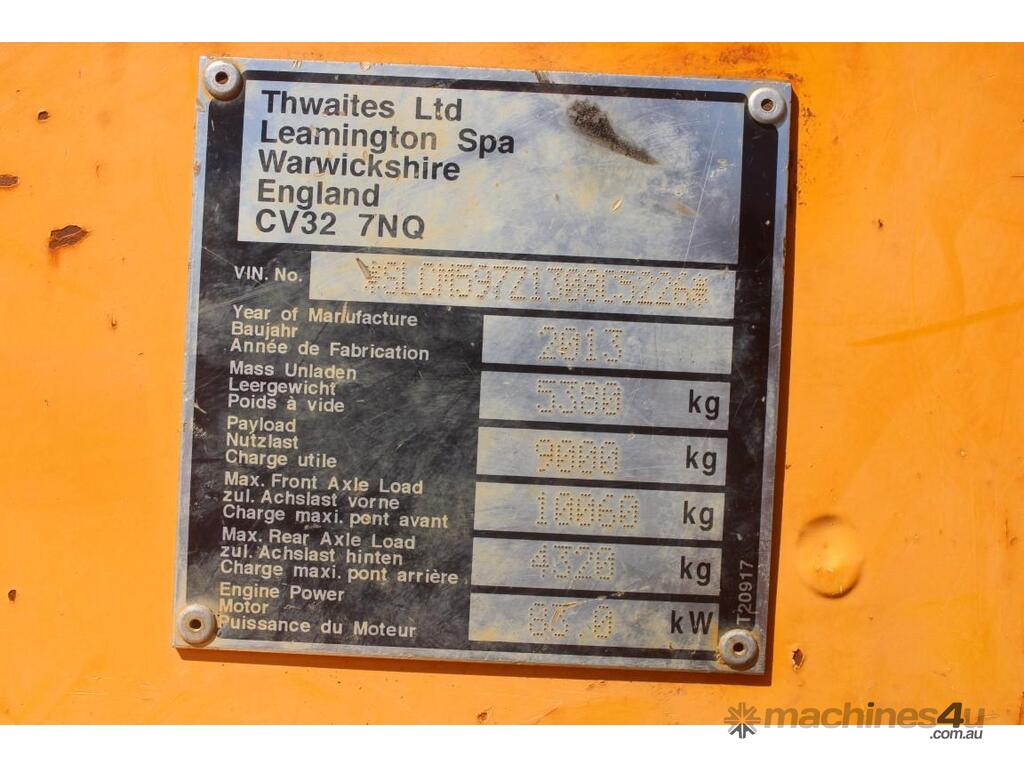 Thwaites Ltd
Leamington Spa
Warwickshire
England
CV32 7NQ
VIN. No.
Year of Manufacture
Baujahr
Année de Fabrication
2013
Mass Unladen
Leergewicht
Poids à vide
5380 kg
Payload
Nutzlast
Charge utile
9000 kg
Max. Front Axle Load
zul. Achslast vorne
Charge maxi. pont avant
10060 kg
Max. Rear Axle Load
zul. Achslast hinten
Charge maxi. pont arrière
4320 kg
Engine Power
Motor
Puissance du Moteur
kW
T20917
machines4u
.com.au